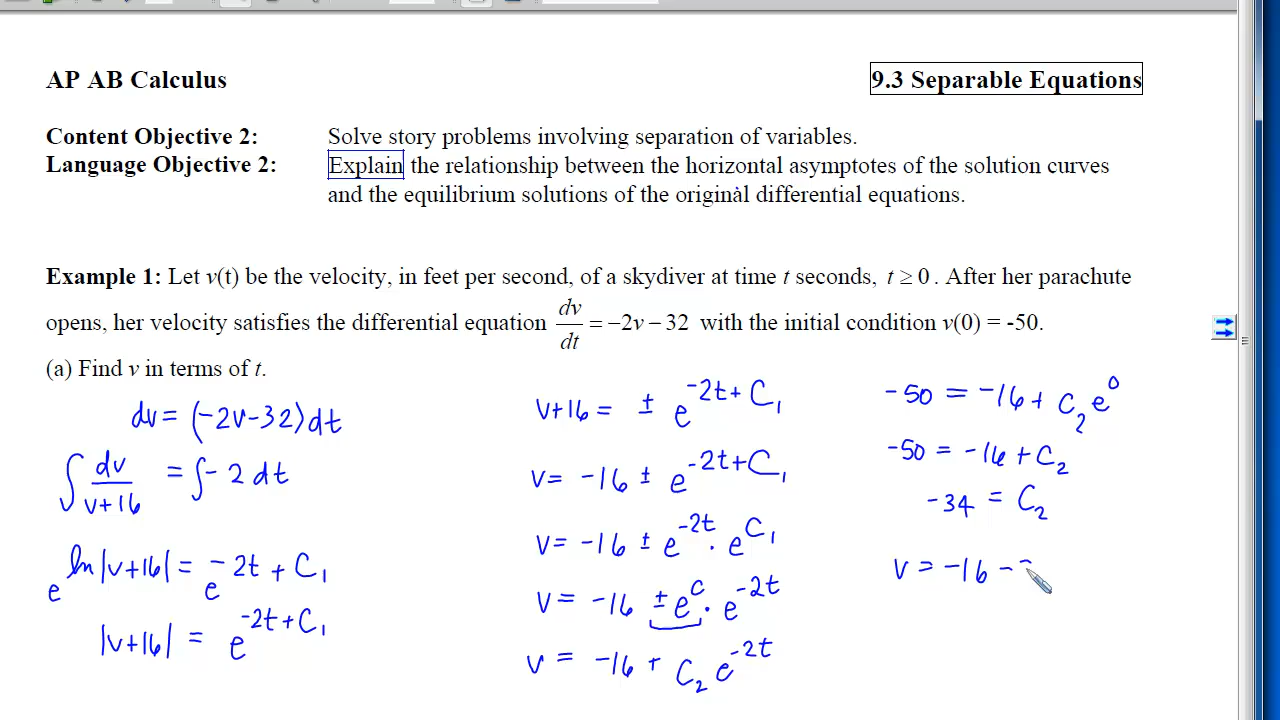 AP AB Calculus
9.3 Separable Equations
Content Objective 2: Solve story problems involving separation of variables.
Language Objective 2: Explain the relationship between the horizontal asymptotes of the solution curves
and the equilibrium solutions of the original differential equations.
Example 1: Let v(t) be the velocity, in feet per second, of a skydiver at time t seconds, t ≥ 0. After her parachute
opens, her velocity satisfies the differential equation dv/dt = −2v − 32 with the initial condition v(0) = -50.
(a) Find v in terms of t.
dv = (-2v-32)dt
∫ dv/(v+16) = ∫ -2 dt
e^(ln|v+16|) = e^(-2t + C₁)
|v+16| = e^(-2t + C₁)
v+16 = ± e^(-2t + C₁)
v = -16 ± e^(-2t + C₁)
v = -16 ± e^(-2t) · e^(C₁)
v = -16 ± e^C · e^(-2t)
v = -16 + C₂ e^(-2t)
-50 = -16 + C₂ e^0
-50 = -16 + C₂
-34 = C₂
v = -16 -